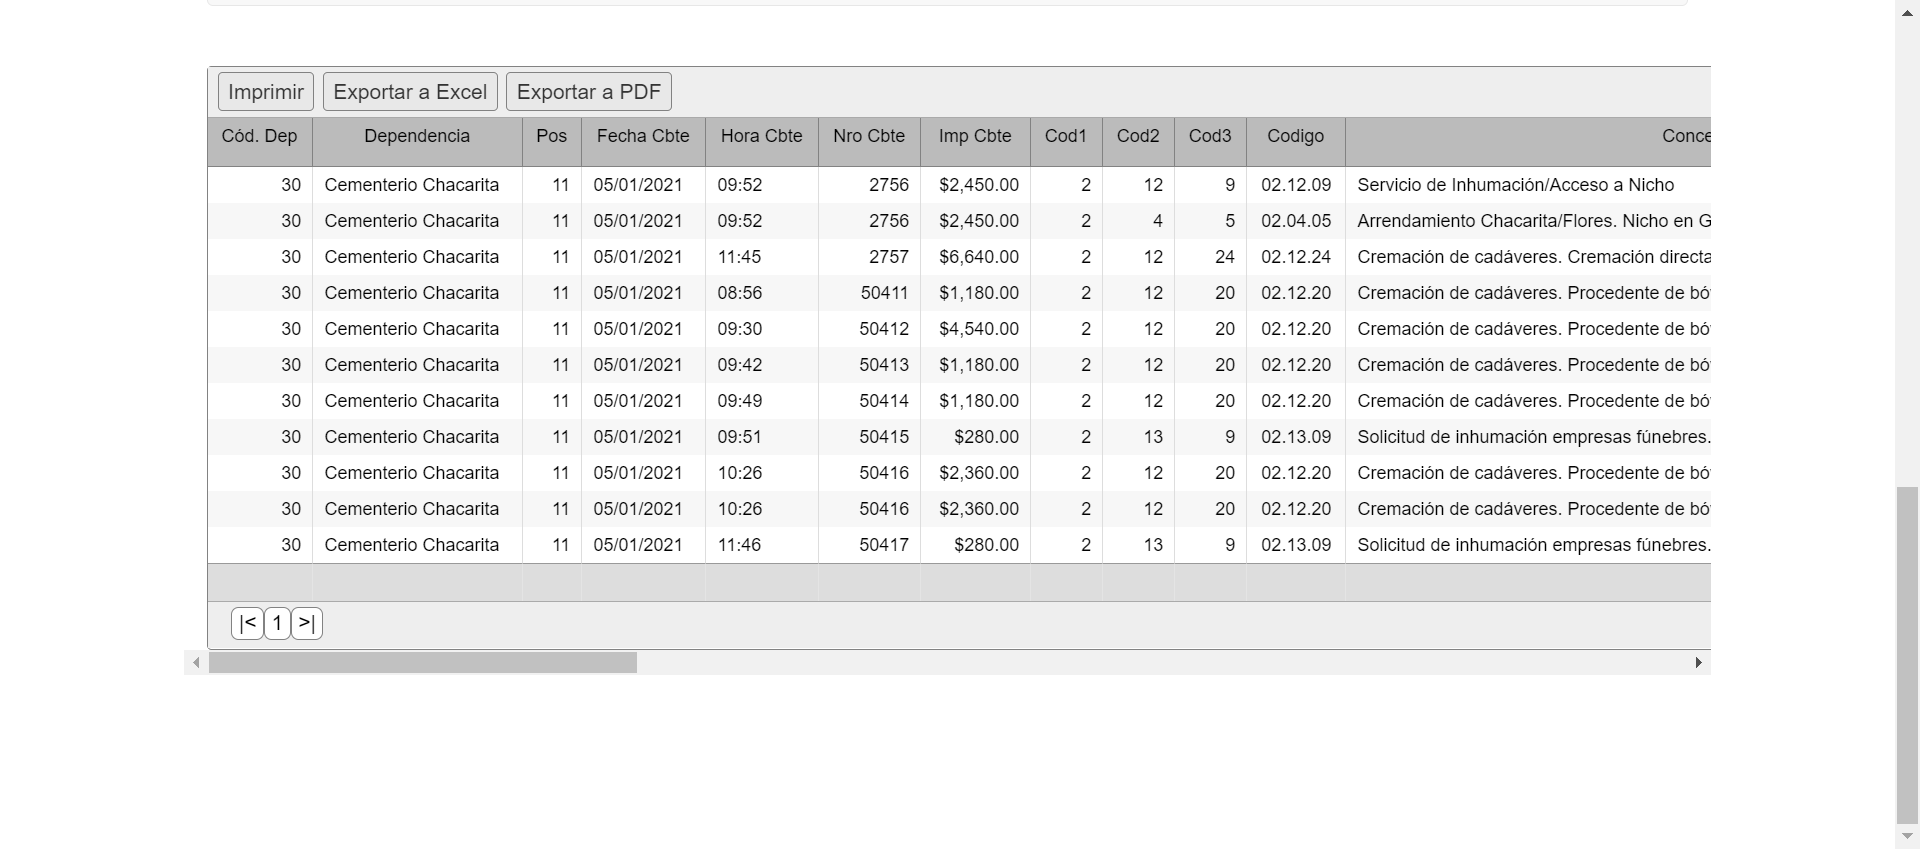 Imprimir Exportar a Excel Exportar a PDF
Cód. Dep Dependencia Pos Fecha Cbte Hora Cbte Nro Cbte Imp Cbte Cod1 Cod2 Cod3 Codigo Conce
30 Cementerio Chacarita 11 05/01/2021 09:52 2756 $2,450.00 2 12 9 02.12.09 Servicio de Inhumación/Acceso a Nicho
30 Cementerio Chacarita 11 05/01/2021 09:52 2756 $2,450.00 2 4 5 02.04.05 Arrendamiento Chacarita/Flores. Nicho en G
30 Cementerio Chacarita 11 05/01/2021 11:45 2757 $6,640.00 2 12 24 02.12.24 Cremación de cadáveres. Cremación directa
30 Cementerio Chacarita 11 05/01/2021 08:56 50411 $1,180.00 2 12 20 02.12.20 Cremación de cadáveres. Procedente de bó
30 Cementerio Chacarita 11 05/01/2021 09:30 50412 $4,540.00 2 12 20 02.12.20 Cremación de cadáveres. Procedente de bó
30 Cementerio Chacarita 11 05/01/2021 09:42 50413 $1,180.00 2 12 20 02.12.20 Cremación de cadáveres. Procedente de bó
30 Cementerio Chacarita 11 05/01/2021 09:49 50414 $1,180.00 2 12 20 02.12.20 Cremación de cadáveres. Procedente de bó
30 Cementerio Chacarita 11 05/01/2021 09:51 50415 $280.00 2 13 9 02.13.09 Solicitud de inhumación empresas fúnebres.
30 Cementerio Chacarita 11 05/01/2021 10:26 50416 $2,360.00 2 12 20 02.12.20 Cremación de cadáveres. Procedente de bó
30 Cementerio Chacarita 11 05/01/2021 10:26 50416 $2,360.00 2 12 20 02.12.20 Cremación de cadáveres. Procedente de bó
30 Cementerio Chacarita 11 05/01/2021 11:46 50417 $280.00 2 13 9 02.13.09 Solicitud de inhumación empresas fúnebres.
|< 1 >|